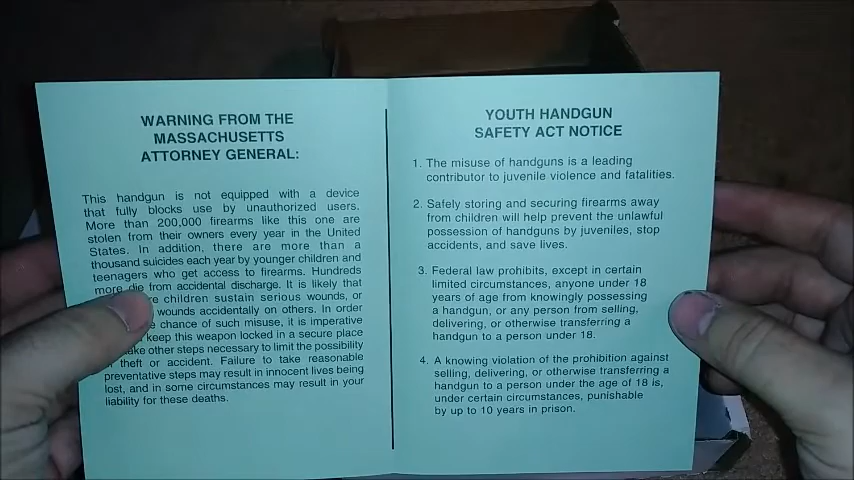 WARNING FROM THE
MASSACHUSETTS
ATTORNEY GENERAL:
This handgun is not equipped with a device
that fully blocks use by unauthorized users.
More than 200,000 firearms like this one are
stolen from their owners every year in the United
States. In addition, there are more than a
thousand suicides each year by younger children and
teenagers who get access to firearms. Hundreds
more die from accidental discharge. It is likely that
children sustain serious wounds, or
wounds accidentally on others. In order
chance of such misuse, it is imperative
keep this weapon locked in a secure place
take other steps necessary to limit the possibility
theft or accident. Failure to take reasonable
preventative steps may result in innocent lives being
lost, and in some circumstances may result in your
liability for these deaths.
YOUTH HANDGUN
SAFETY ACT NOTICE
1. The misuse of handguns is a leading
contributor to juvenile violence and fatalities.
2. Safely storing and securing firearms away
from children will help prevent the unlawful
possession of handguns by juveniles, stop
accidents, and save lives.
3. Federal law prohibits, except in certain
limited circumstances, anyone under 18
years of age from knowingly possessing
a handgun, or any person from selling,
delivering, or otherwise transferring a
handgun to a person under 18.
4. A knowing violation of the prohibition against
selling, delivering, or otherwise transferring a
handgun to a person under the age of 18 is,
under certain circumstances, punishable
by up to 10 years in prison.